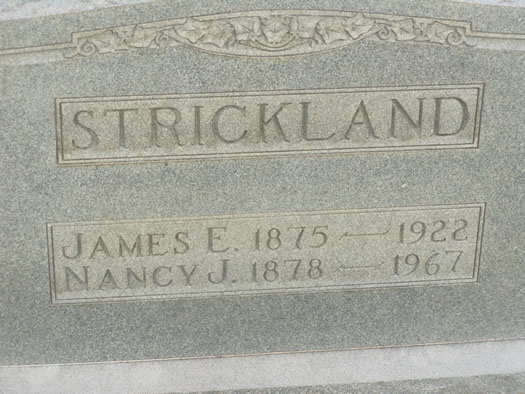 STRICKLAND
JAMES E. 1875 — 1922
NANCY J. 1878 — 1967